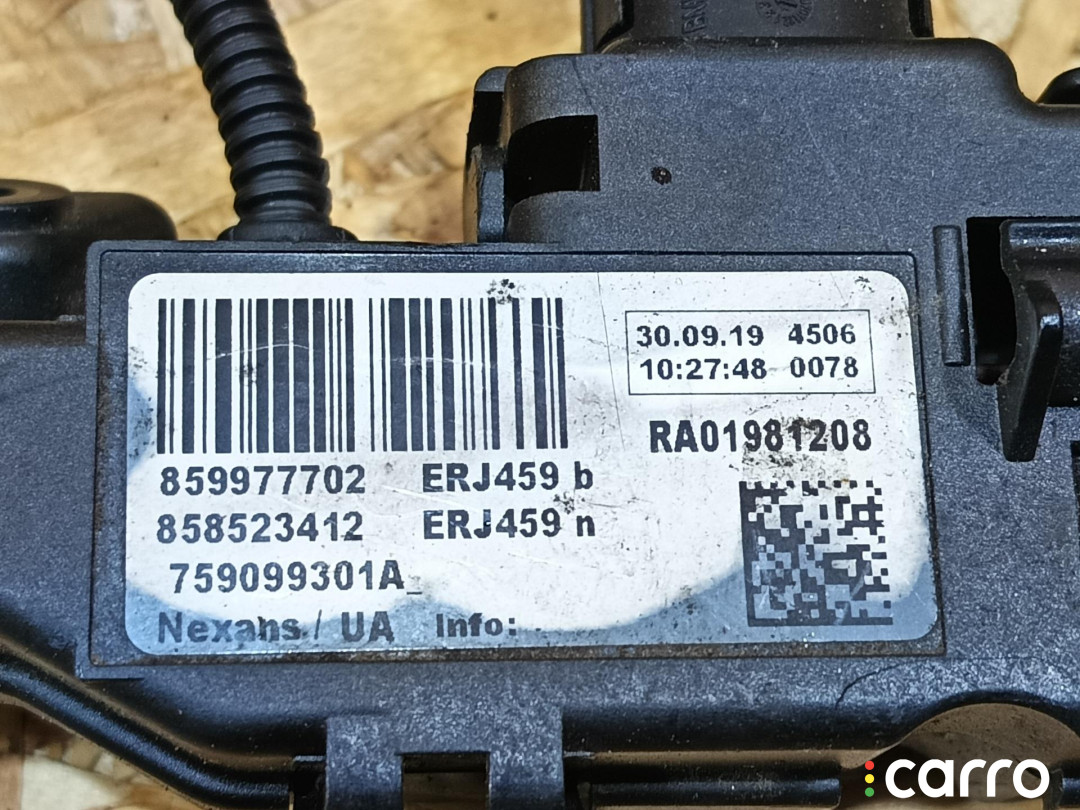 30.09.19 4506
10:27:48 0078
RA01981208
859977702 ERJ459 b
858523412 ERJ459 n
759099301A_
Nexans / UA Info:
carro